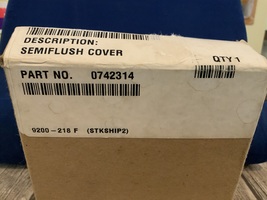 DESCRIPTION:
SEMIFLUSH COVER
QTY 1
PART NO. 0742314
9200-218 F (STKSHIP2)